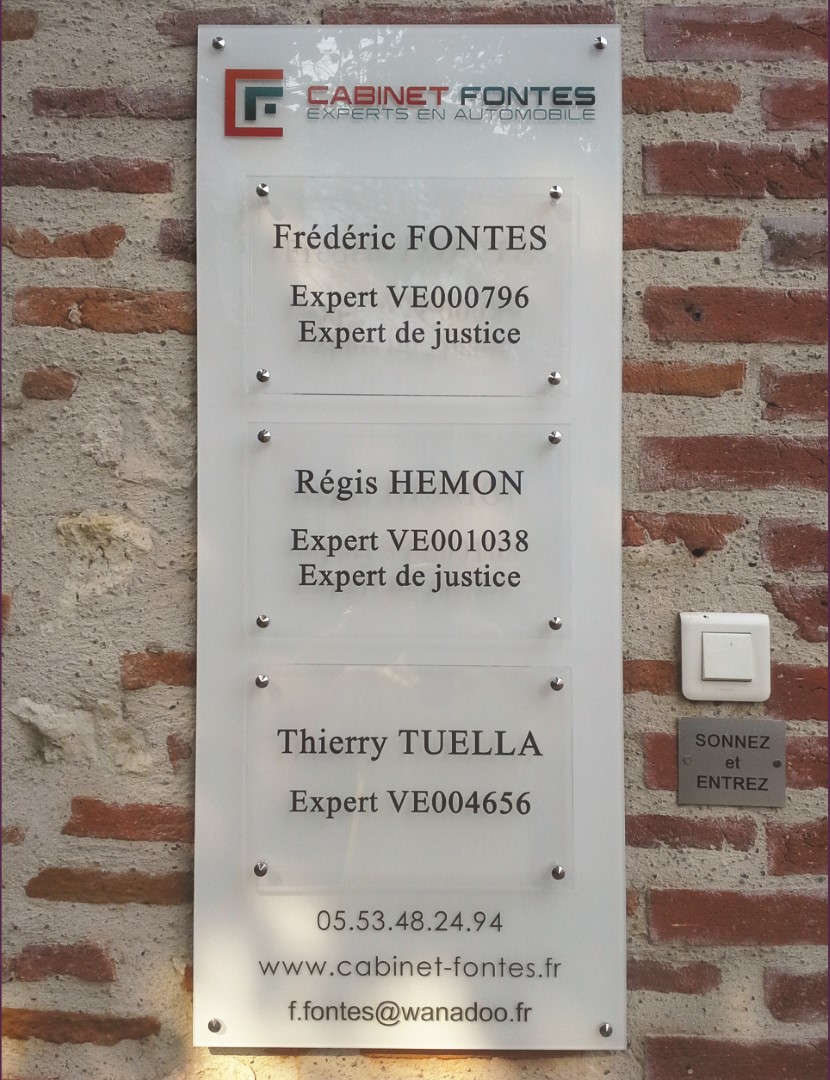 CABINET FONTES
EXPERTS EN AUTOMOBILE
Frédéric FONTES
Expert VE000796
Expert de justice
Régis HEMON
Expert VE001038
Expert de justice
Thierry TUELLA
Expert VE004656
05.53.48.24.94
www.cabinet-fontes.fr
f.fontes@wanadoo.fr
SONNEZ
et
ENTREZ